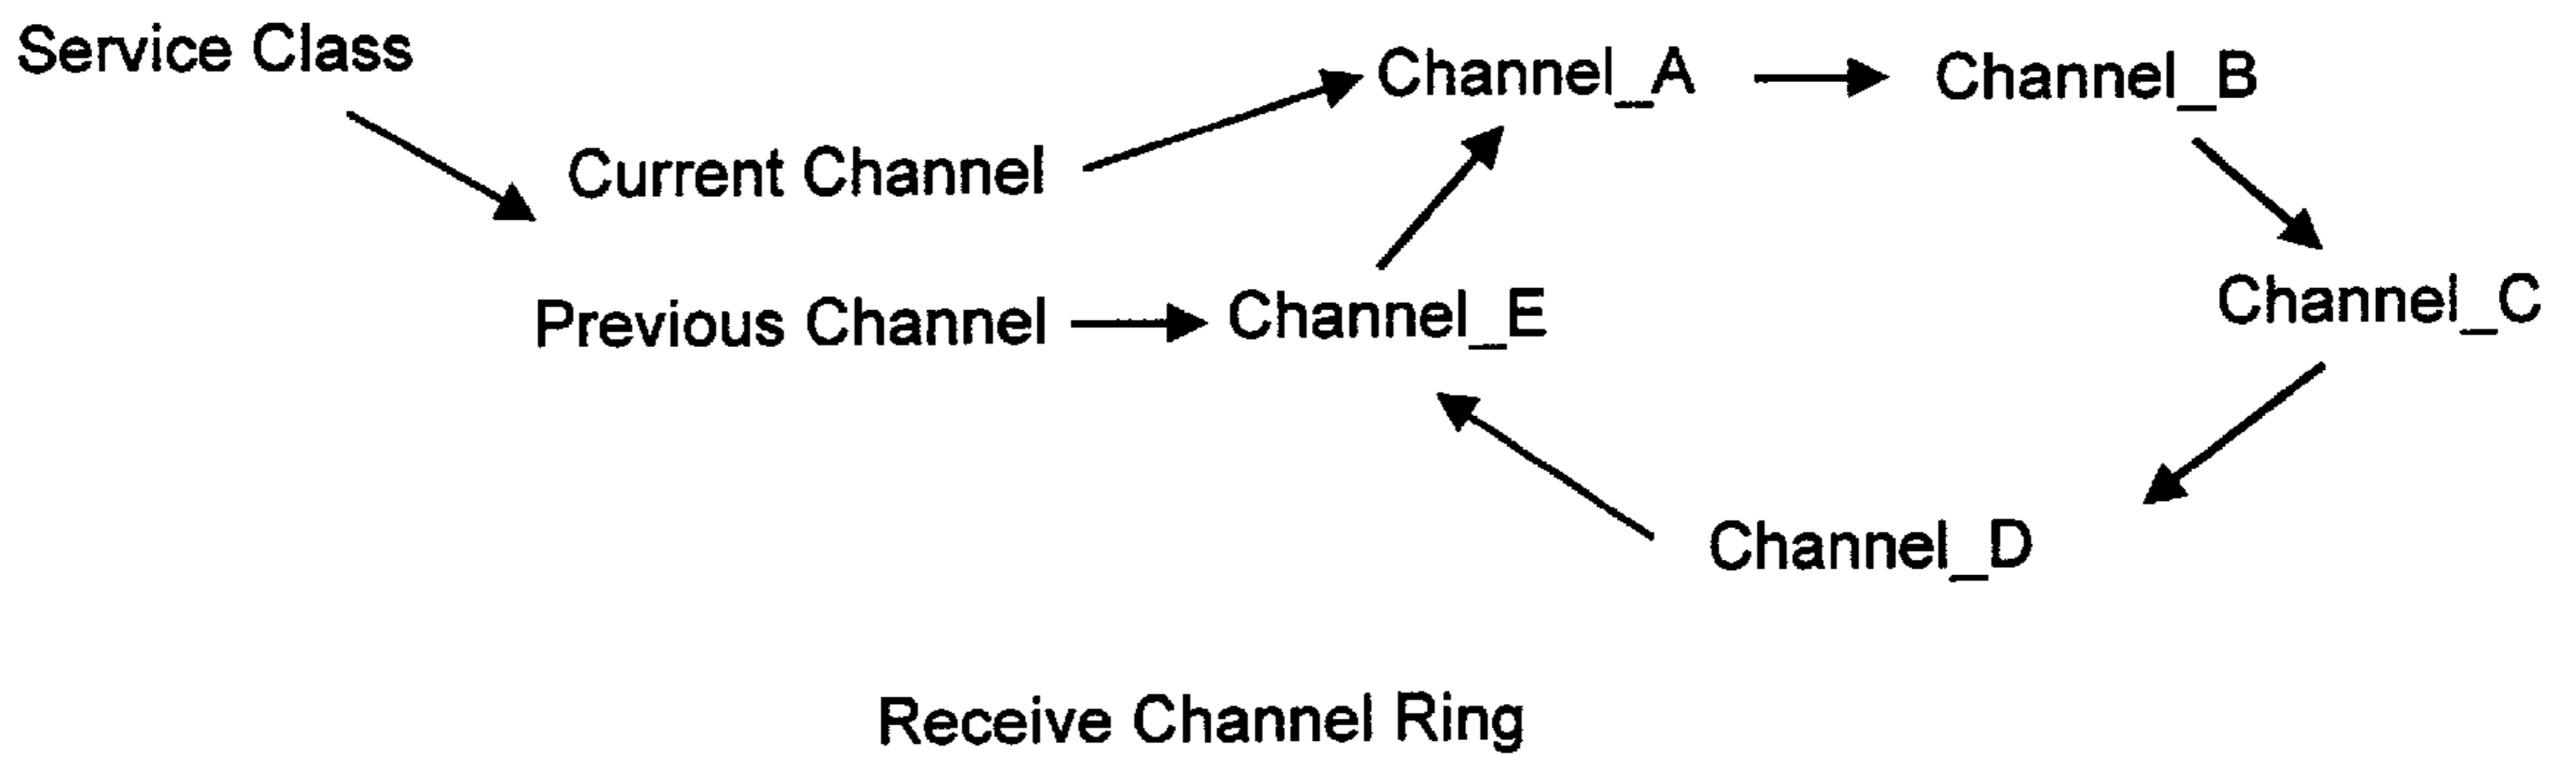 Service Class
Current Channel
Previous Channel
Channel_A
Channel_B
Channel_C
Channel_D
Channel_E
Receive Channel Ring